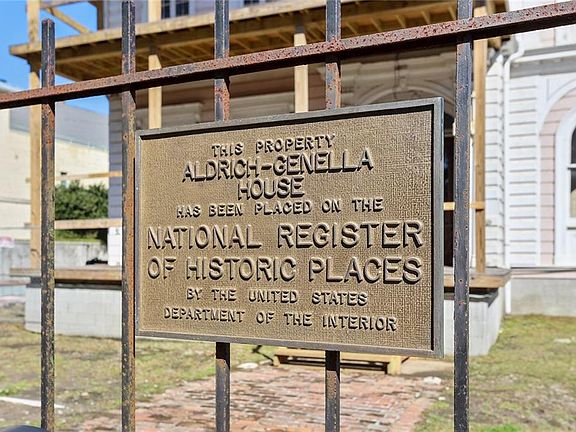 THIS PROPERTY
ALDRICH-GENELLA
HOUSE
HAS BEEN PLACED ON THE
NATIONAL REGISTER
OF HISTORIC PLACES
BY THE UNITED STATES
DEPARTMENT OF THE INTERIOR